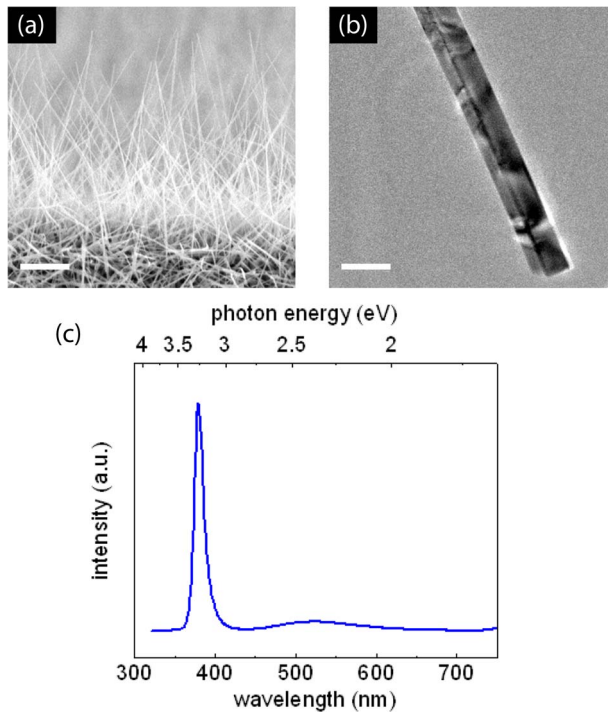 (a)
(b)
(c)
photon energy (eV)
4 3.5 3 2.5 2
intensity (a.u.)
300 400 500 600 700
wavelength (nm)